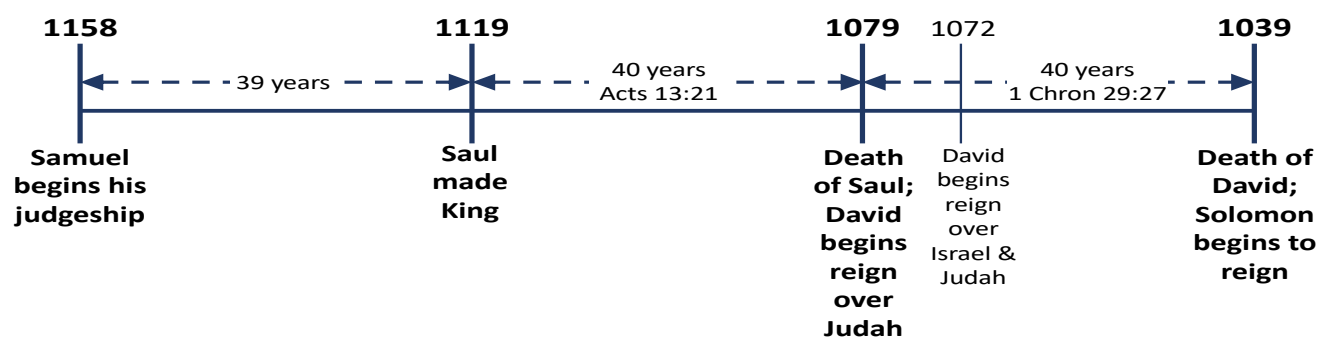 1158
1119
1079
1072
1039
39 years
40 years
Acts 13:21
40 years
1 Chron 29:27
Samuel
begins his
judgeship
Saul
made
King
Death
of Saul;
David
begins
reign
over
Judah
David
begins
reign
over
Israel &
Judah
Death of
David;
Solomon
begins to
reign